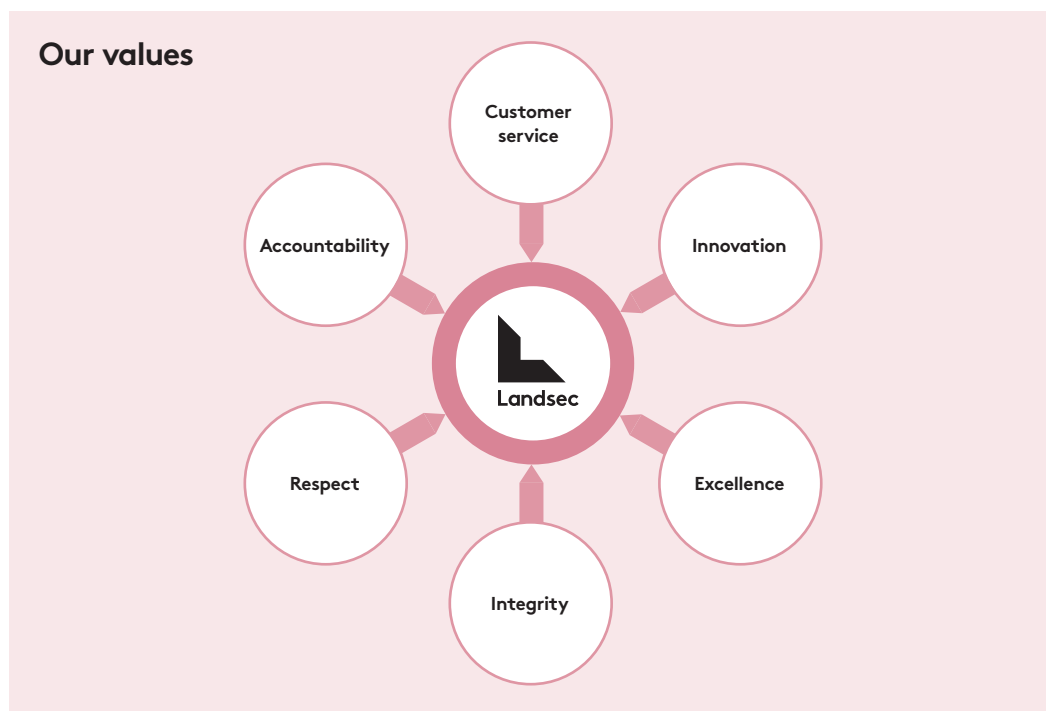 Our values
Customer
service
Accountability
Innovation
Landsec
Respect
Excellence
Integrity